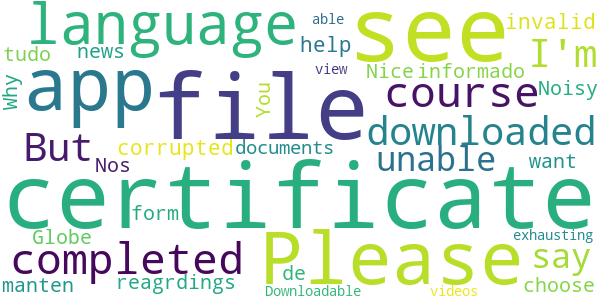 able
language see invalid
tudo news help I'm
Why app file You Nice informado
course Noisy
But corrupted documents downloaded
Nos unable want
certificate
form
Globe completed Please say
de exhausting
manten reagrdings Downloadable videos choose
view